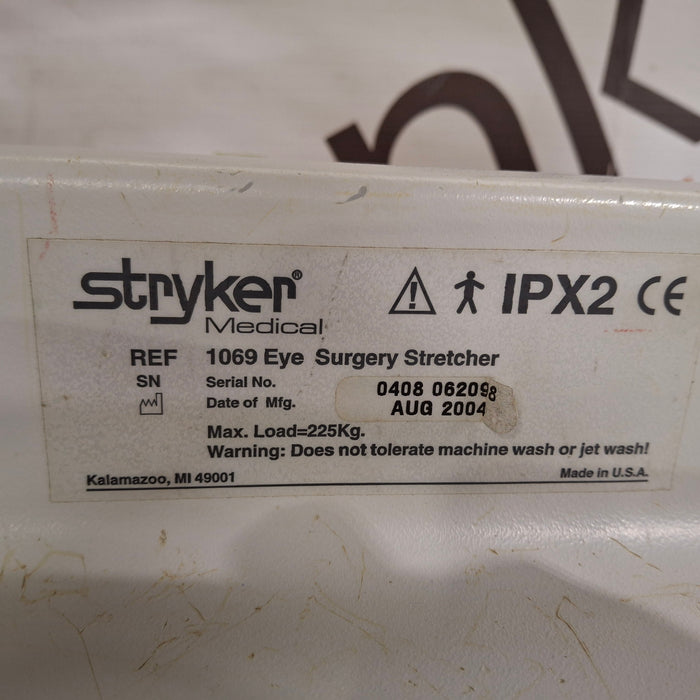 stryker®
Medical
IPX2 CE
REF 1069 Eye Surgery Stretcher
SN Serial No. 0408 062098
Date of Mfg. AUG 2004
Max. Load=225Kg.
Warning: Does not tolerate machine wash or jet wash!
Kalamazoo, MI 49001 Made in U.S.A.